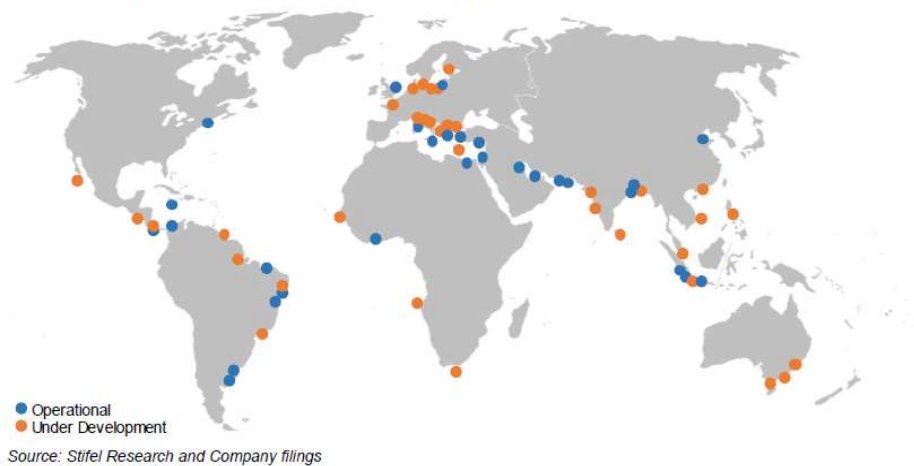 Operational
Under Development
Source: Stifel Research and Company filings